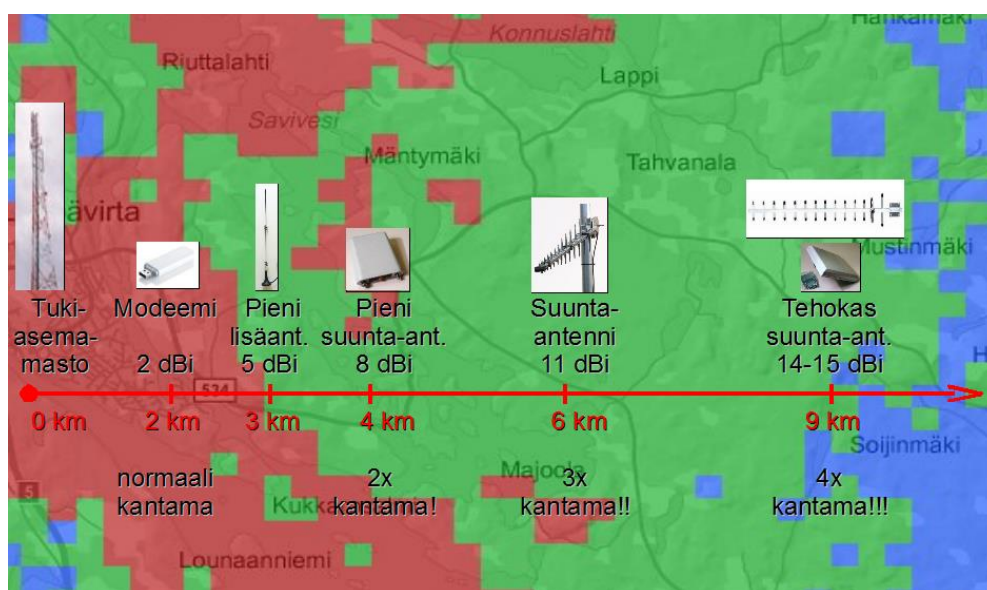 Hankamäki
Konnuslahti
Riuttalahti
Lappi
Savivesi
Mäntymäki
Tahvanala
ävirta
Mustinmäki
Tuki-
asema-
masto
Modeemi
2 dBi
Pieni
lisäant.
5 dBi
Pieni
suunta-ant.
8 dBi
Suunta-
antenni
11 dBi
Tehokas
suunta-ant.
14-15 dBi
H
534
0 km
2 km
3 km
4 km
6 km
9 km
Soijinmäki
5
normaali
kantama
2x
kantama!
Majoola
3x
kantama!!
4x
kantama!!!
Lounaanniemi